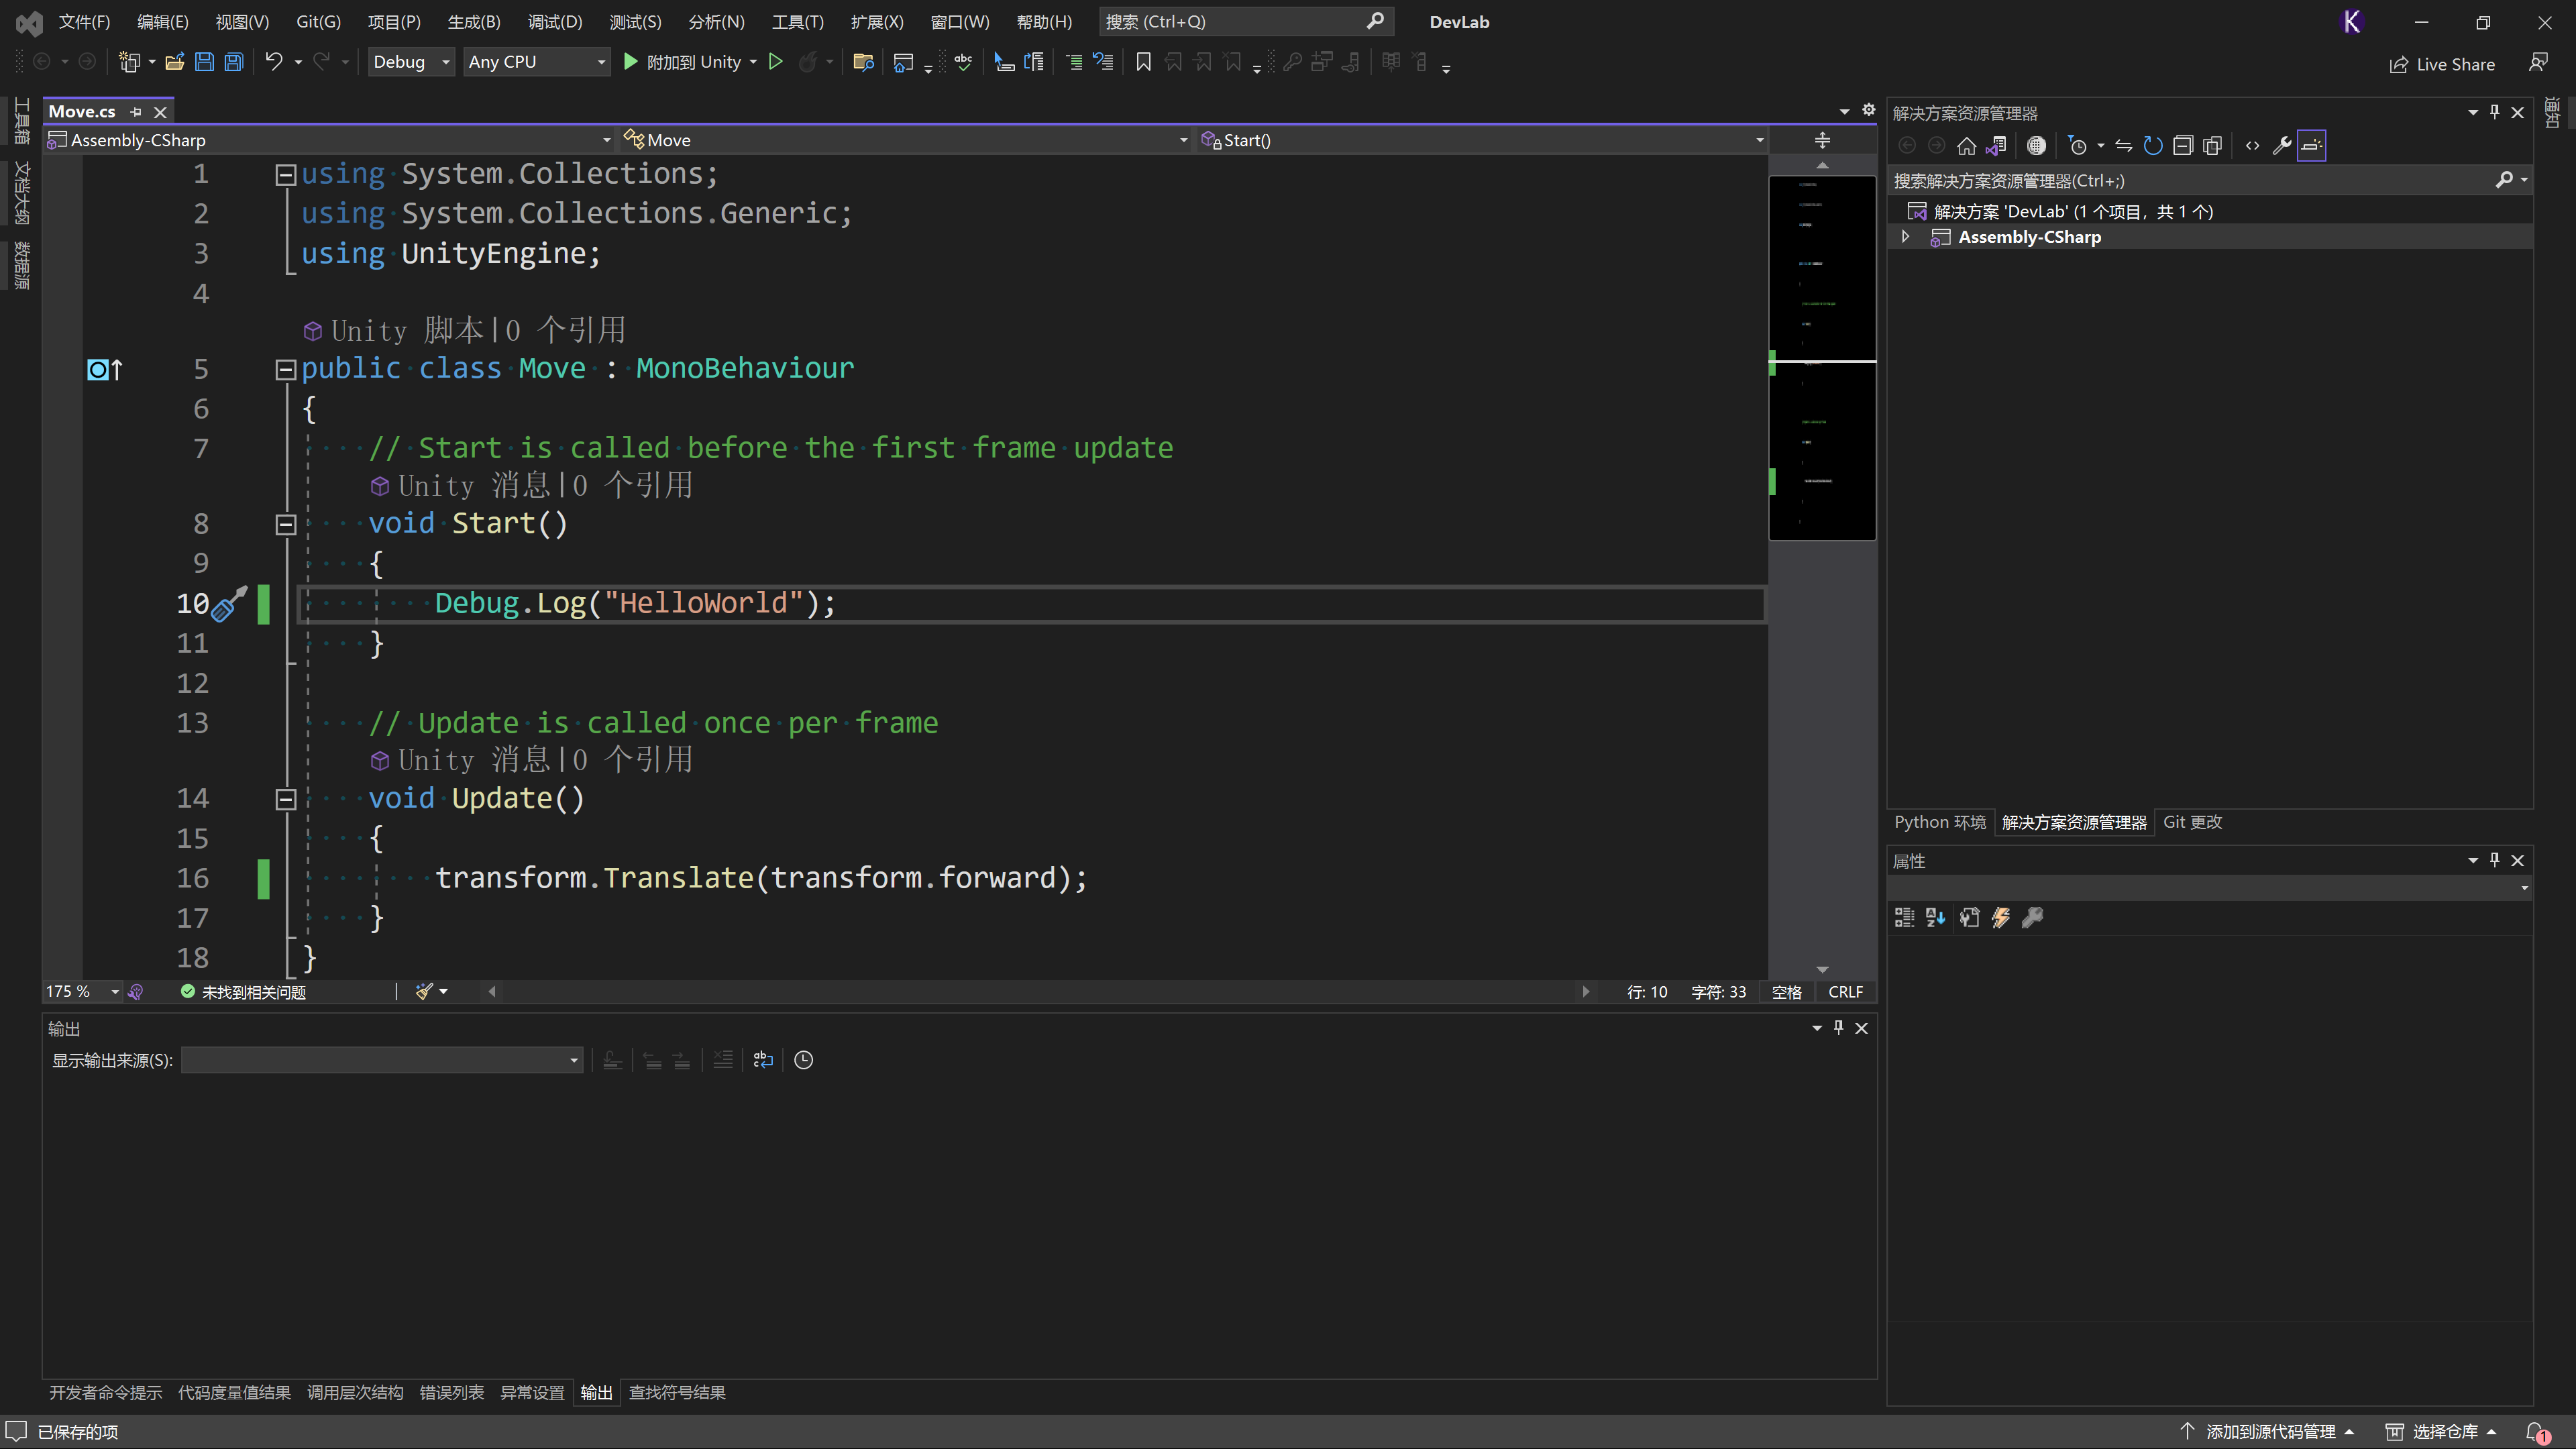 文件(F) 编辑(E) 视图(V) Git(G) 项目(P) 生成(B) 调试(D) 测试(S) 分析(N) 工具(T) 扩展(X) 窗口(W) 帮助(H) 搜索 (Ctrl+Q) DevLab K
Debug Any CPU 附加到 Unity Live Share
工具箱
文档大纲
数据源
Move.cs
Assembly-CSharp Move Start()
1 using System.Collections;
2 using System.Collections.Generic;
3 using UnityEngine;
4
Unity 脚本|0 个引用
5 public class Move : MonoBehaviour
6 {
7 // Start is called before the first frame update
Unity 消息|0 个引用
8 void Start()
9 {
10 Debug.Log("HelloWorld");
11 }
12
13 // Update is called once per frame
Unity 消息|0 个引用
14 void Update()
15 {
16 transform.Translate(transform.forward);
17 }
18 }
175 % 未找到相关问题 行: 10 字符: 33 空格 CRLF
输出
显示输出来源(S):
开发者命令提示 代码度量值结果 调用层次结构 错误列表 异常设置 输出 查找符号结果
解决方案资源管理器
搜索解决方案资源管理器(Ctrl+;)
解决方案 'DevLab' (1 个项目，共 1 个)
Assembly-CSharp
Python 环境 解决方案资源管理器 Git 更改
属性
通知
已保存的项 添加到源代码管理 选择仓库 1